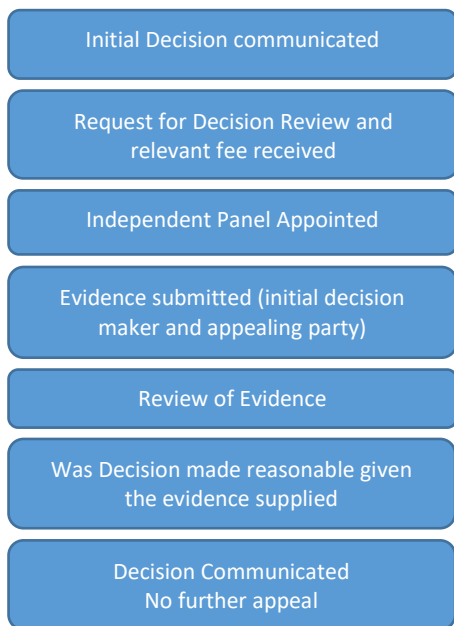 Initial Decision communicated
Request for Decision Review and
relevant fee received
Independent Panel Appointed
Evidence submitted (initial decision
maker and appealing party)
Review of Evidence
Was Decision made reasonable given
the evidence supplied
Decision Communicated
No further appeal